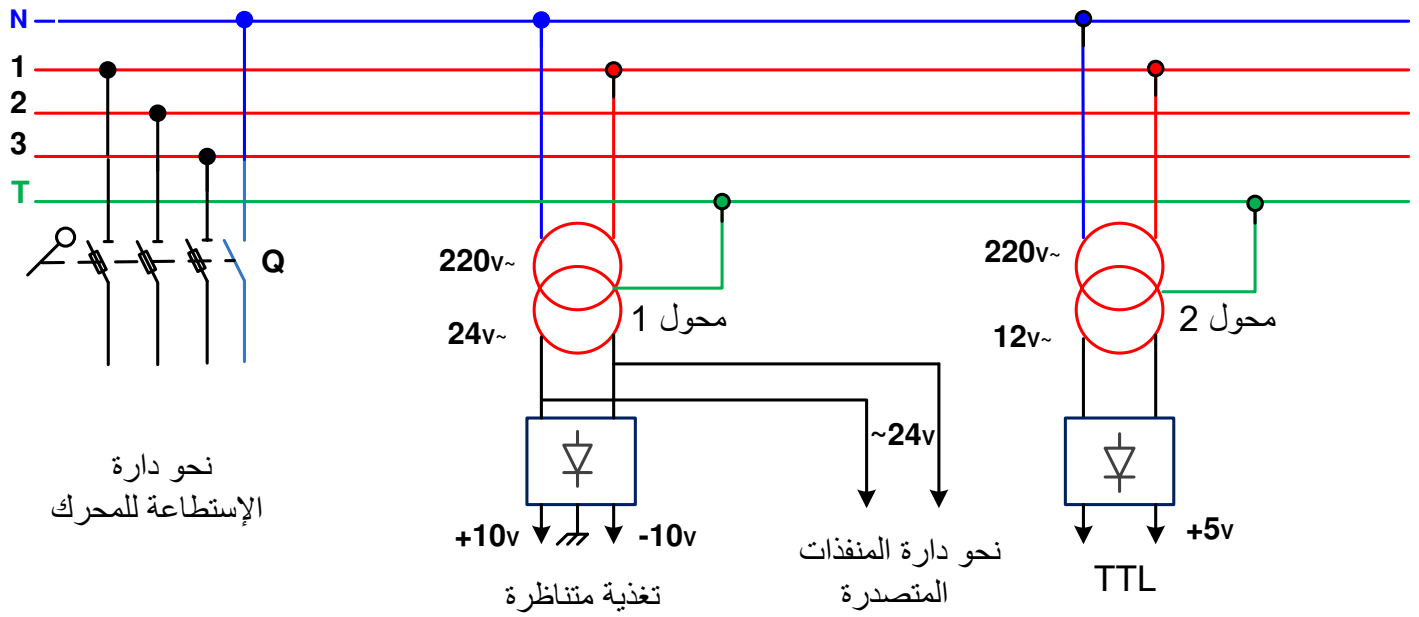 N
1
2
3
T
Q
220v~
محول 1
24v~
220v~
محول 2
12v~
~24v
نحو دارة
الإستطاعة للمحرك
+10v
-10v
تغذية متناظرة
نحو دارة المنفذات
المتصدرة
+5v
TTL